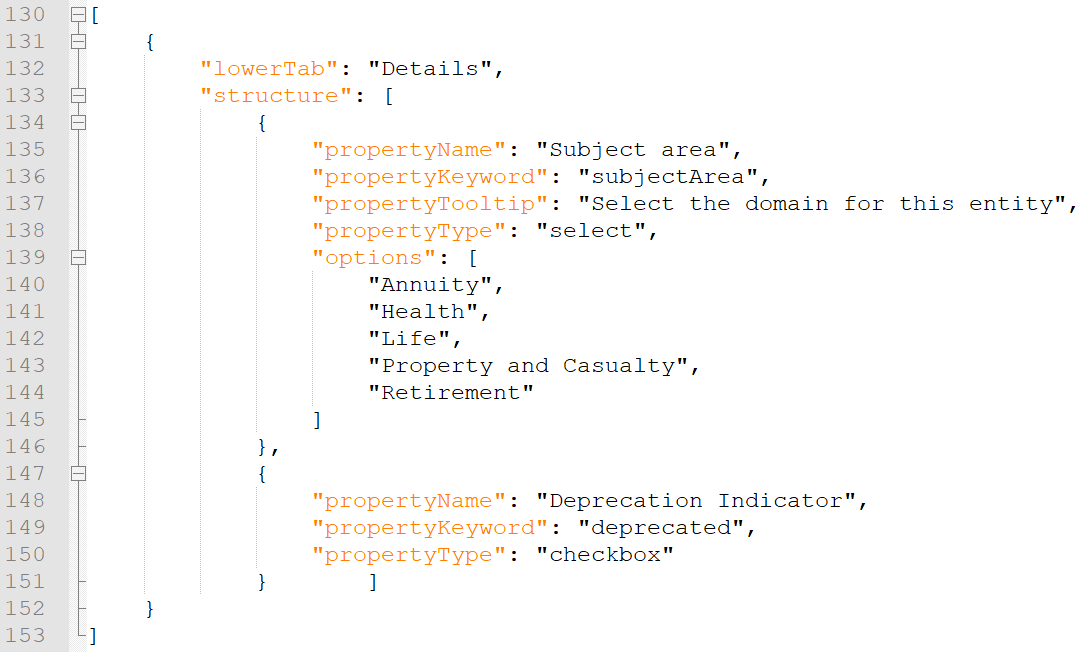 130 [
131     {
132         "lowerTab": "Details",
133         "structure": [
134             {
135                 "propertyName": "Subject area",
136                 "propertyKeyword": "subjectArea",
137                 "propertyTooltip": "Select the domain for this entity",
138                 "propertyType": "select",
139                 "options": [
140                     "Annuity",
141                     "Health",
142                     "Life",
143                     "Property and Casualty",
144                     "Retirement"
145                 ]
146             },
147             {
148                 "propertyName": "Deprecation Indicator",
149                 "propertyKeyword": "deprecated",
150                 "propertyType": "checkbox"
151             }        ]
152     }
153 ]